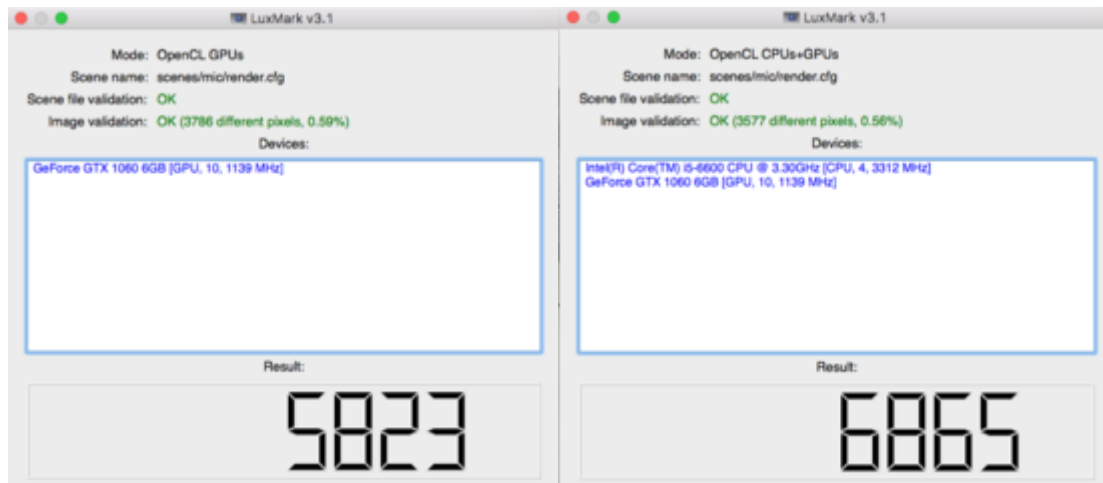 LuxMark v3.1
Mode: OpenCL GPUs
Scene name: scenes/mic/render.cfg
Scene file validation: OK
Image validation: OK (3786 different pixels, 0.59%)
Devices:
GeForce GTX 1060 6GB [GPU, 10, 1139 MHz]
Result:
5823
LuxMark v3.1
Mode: OpenCL CPUs+GPUs
Scene name: scenes/mic/render.cfg
Scene file validation: OK
Image validation: OK (3577 different pixels, 0.56%)
Devices:
Intel(R) Core(TM) i5-6600 CPU @ 3.30GHz [CPU, 4, 3312 MHz]
GeForce GTX 1060 6GB [GPU, 10, 1139 MHz]
Result:
6865